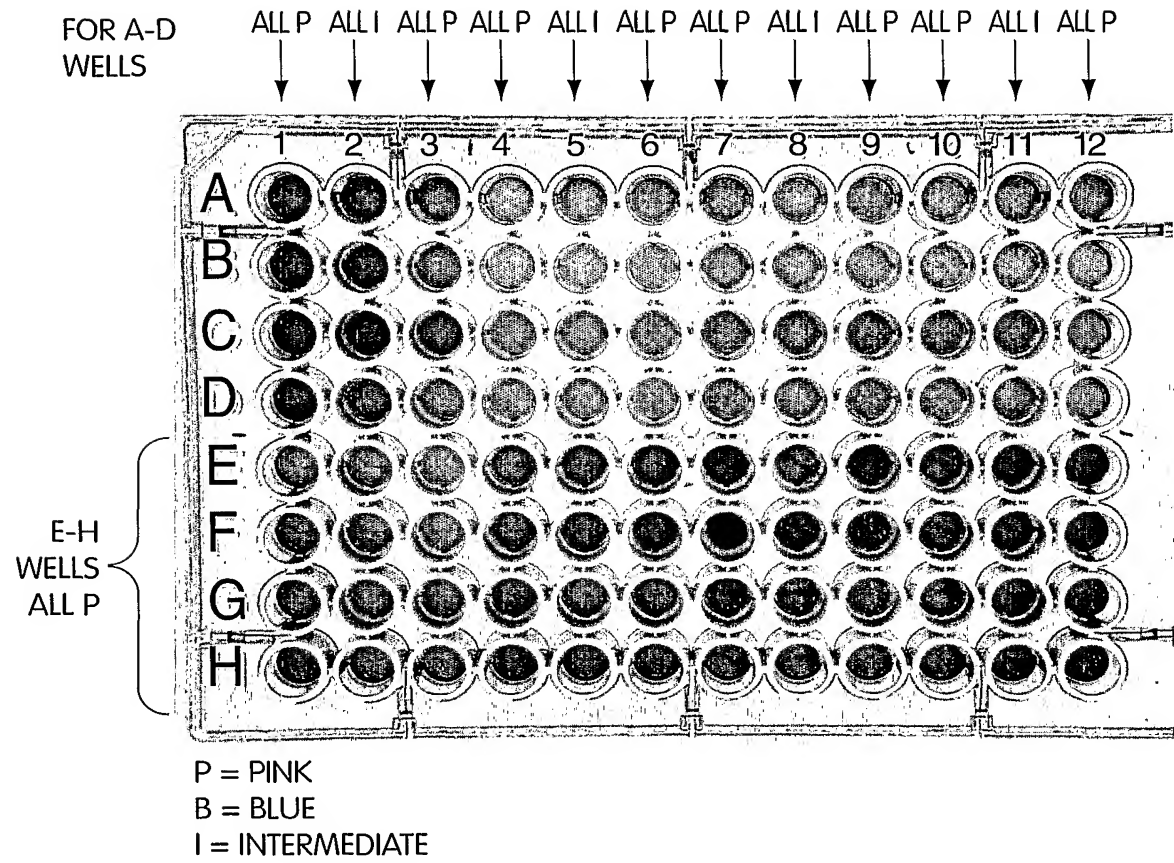 FOR A-D
WELLS
ALL P ALL I ALL P ALL P ALL I ALL P ALL P ALL I ALL P ALL P ALL I ALL P
1 2 3 4 5 6 7 8 9 10 11 12
A
B
C
D
E
F
G
H
E-H
WELLS
ALL P
P = PINK
B = BLUE
I = INTERMEDIATE